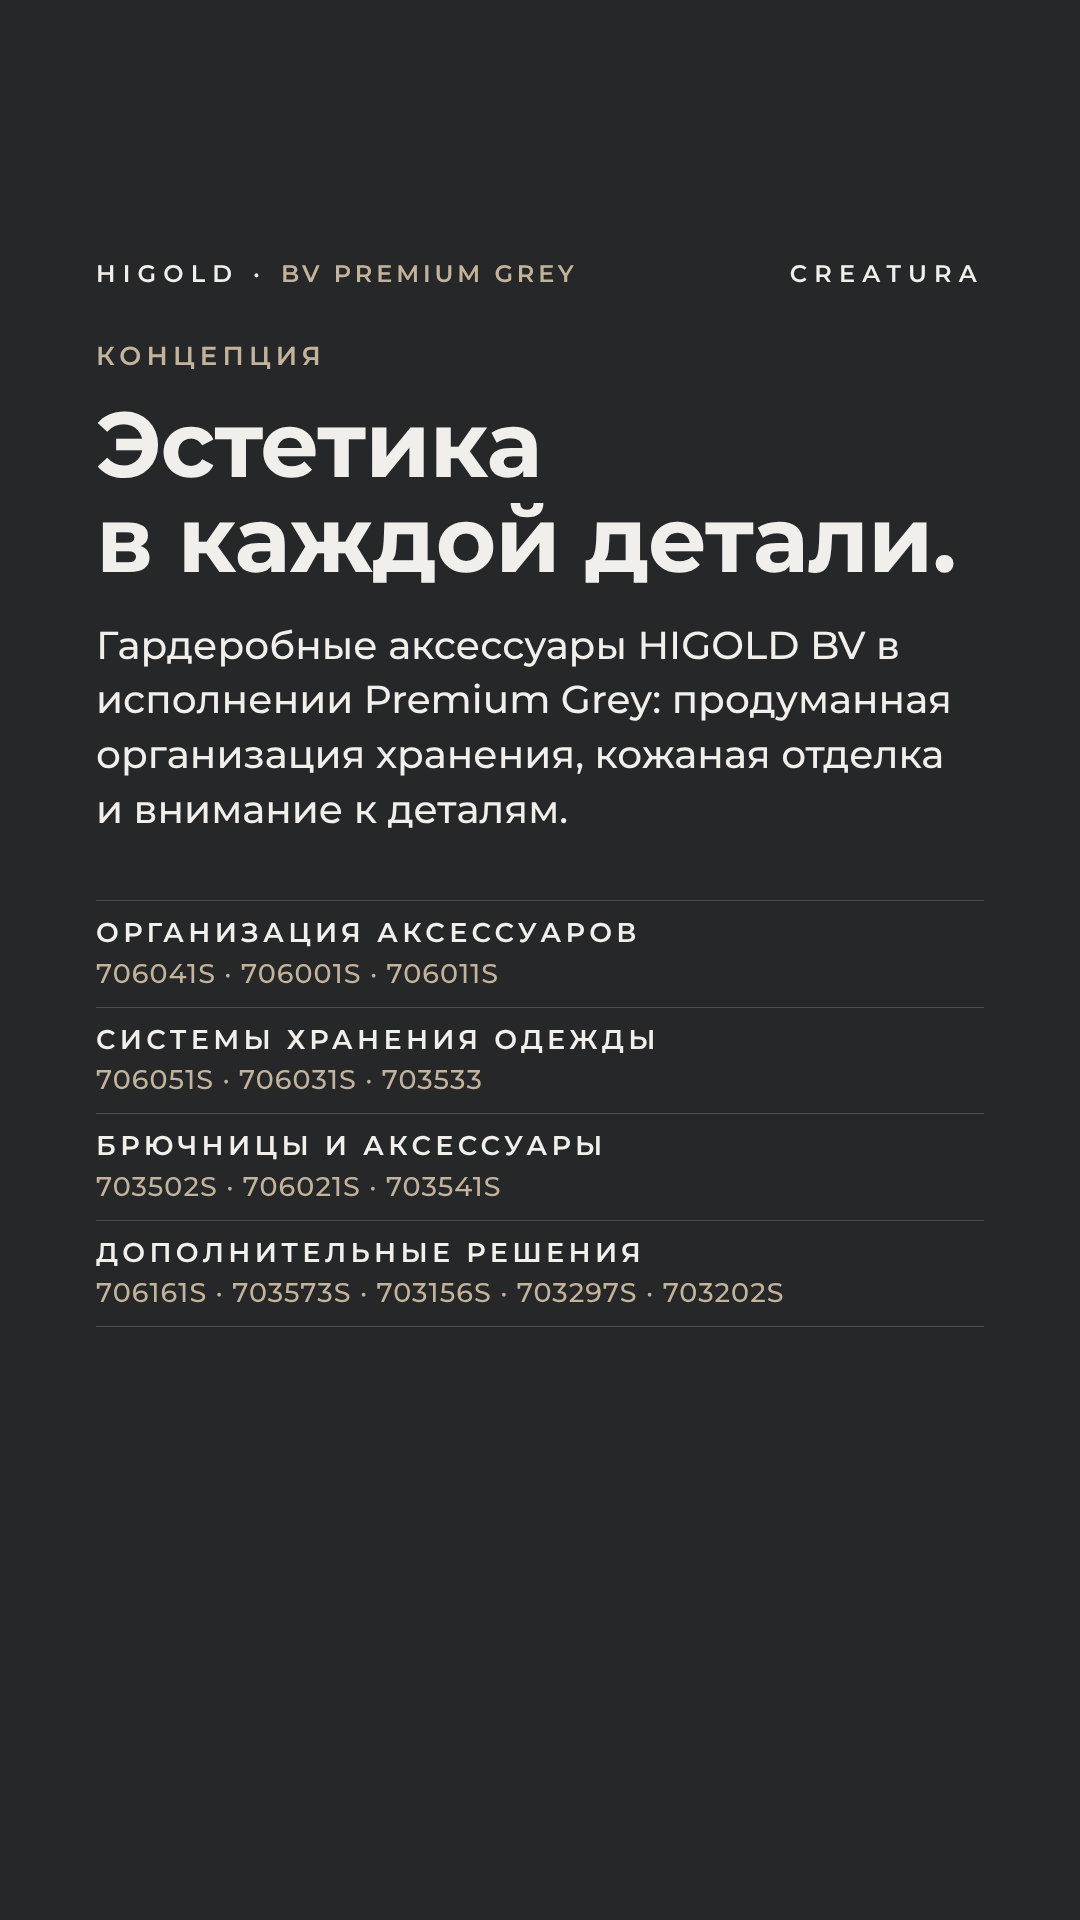 HIGOLD · BV PREMIUM GREY CREATURA
КОНЦЕПЦИЯ
Эстетика
в каждой детали.
Гардеробные аксессуары HIGOLD BV в
исполнении Premium Grey: продуманная
организация хранения, кожаная отделка
и внимание к деталям.
ОРГАНИЗАЦИЯ АКСЕССУАРОВ
706041S · 706001S · 706011S
СИСТЕМЫ ХРАНЕНИЯ ОДЕЖДЫ
706051S · 706031S · 703533
БРЮЧНИЦЫ И АКСЕССУАРЫ
703502S · 706021S · 703541S
ДОПОЛНИТЕЛЬНЫЕ РЕШЕНИЯ
706161S · 703573S · 703156S · 703297S · 703202S